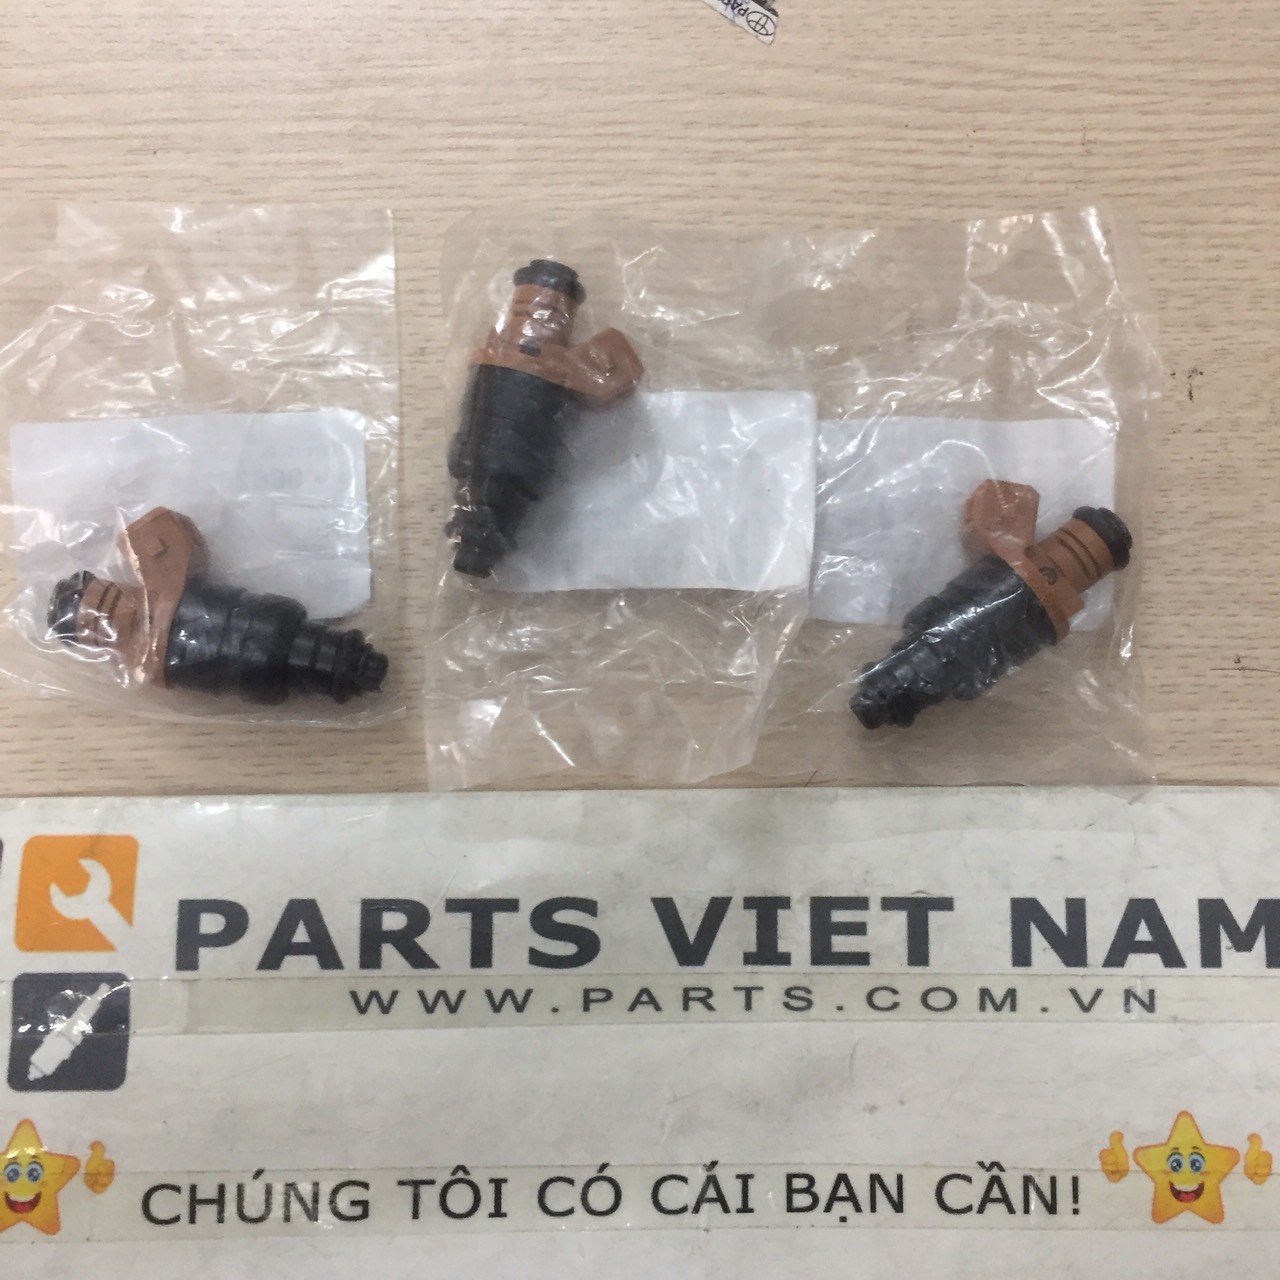 PARTS VIET NAM
WWW.PARTS.COM.VN
CHÚNG TÔI CÓ CÁI BẠN CẦN!